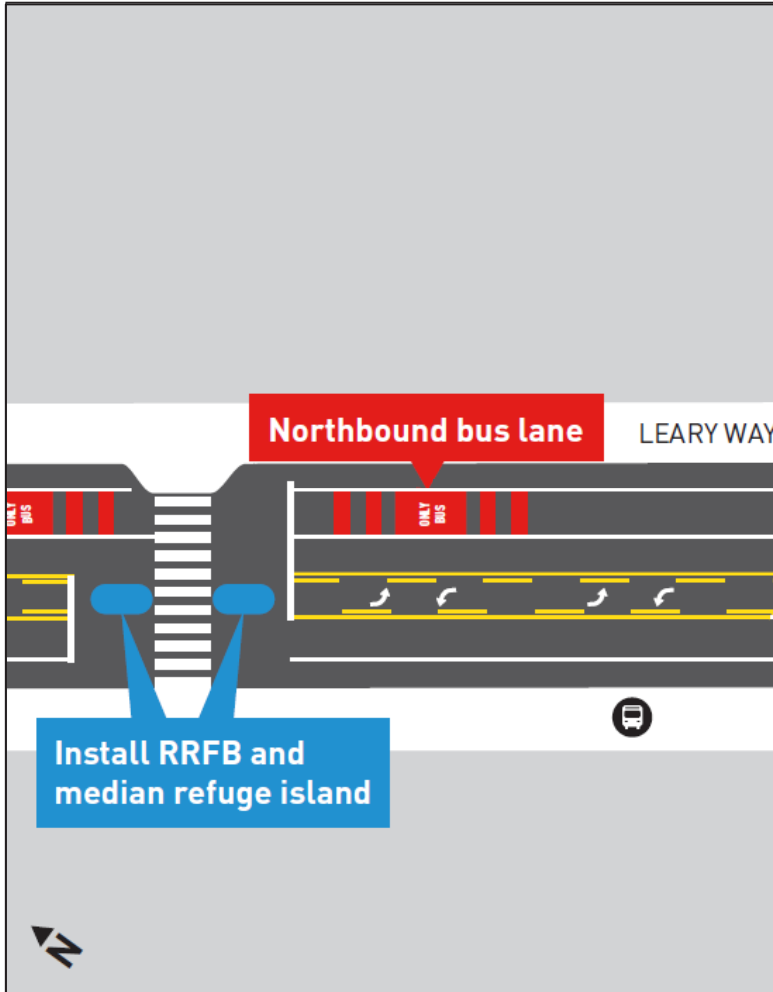 Northbound bus lane
LEARY WAY
ONLY
BUS
ONLY
BUS
Install RRFB and
median refuge island
N